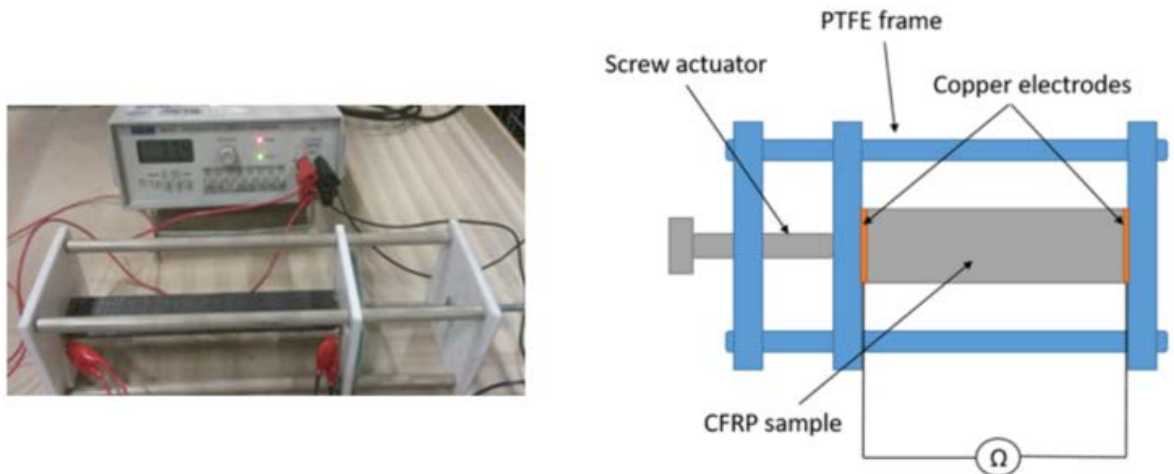 PTFE frame
Screw actuator
Copper electrodes
CFRP sample
Ω